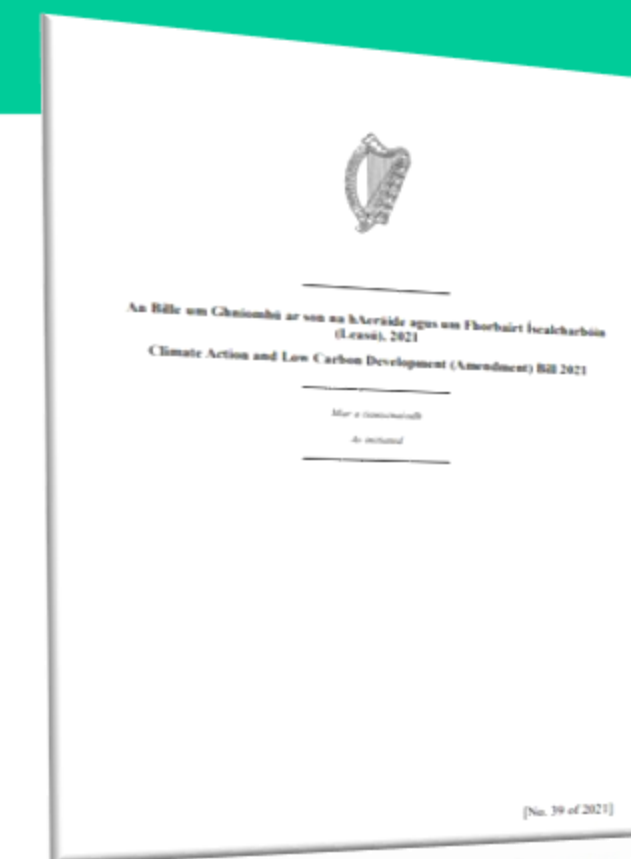 An Bille um Ghníomhú ar son na hAeráide agus um Fhorbairt Ísealcharbóin
(Leasú), 2021
Climate Action and Low Carbon Development (Amendment) Bill 2021
Mar a tionscnaíodh
As initiated
[No. 39 of 2021]